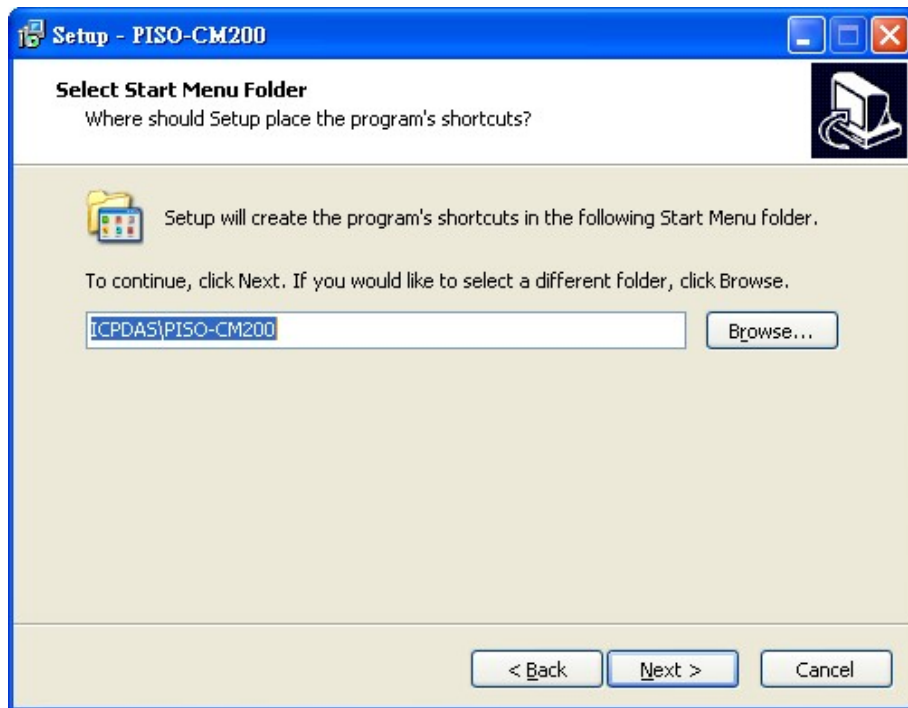 Setup - PISO-CM200
Select Start Menu Folder
Where should Setup place the program's shortcuts?
Setup will create the program's shortcuts in the following Start Menu folder.
To continue, click Next. If you would like to select a different folder, click Browse.
ICPDAS\PISO-CM200
Browse...
< Back
Next >
Cancel